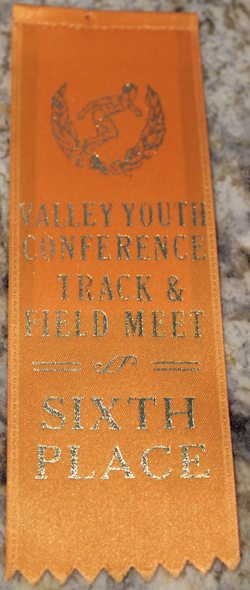 VALLEY YOUTH
CONFERENCE
TRACK &
FIELD MEET
SIXTH
PLACE